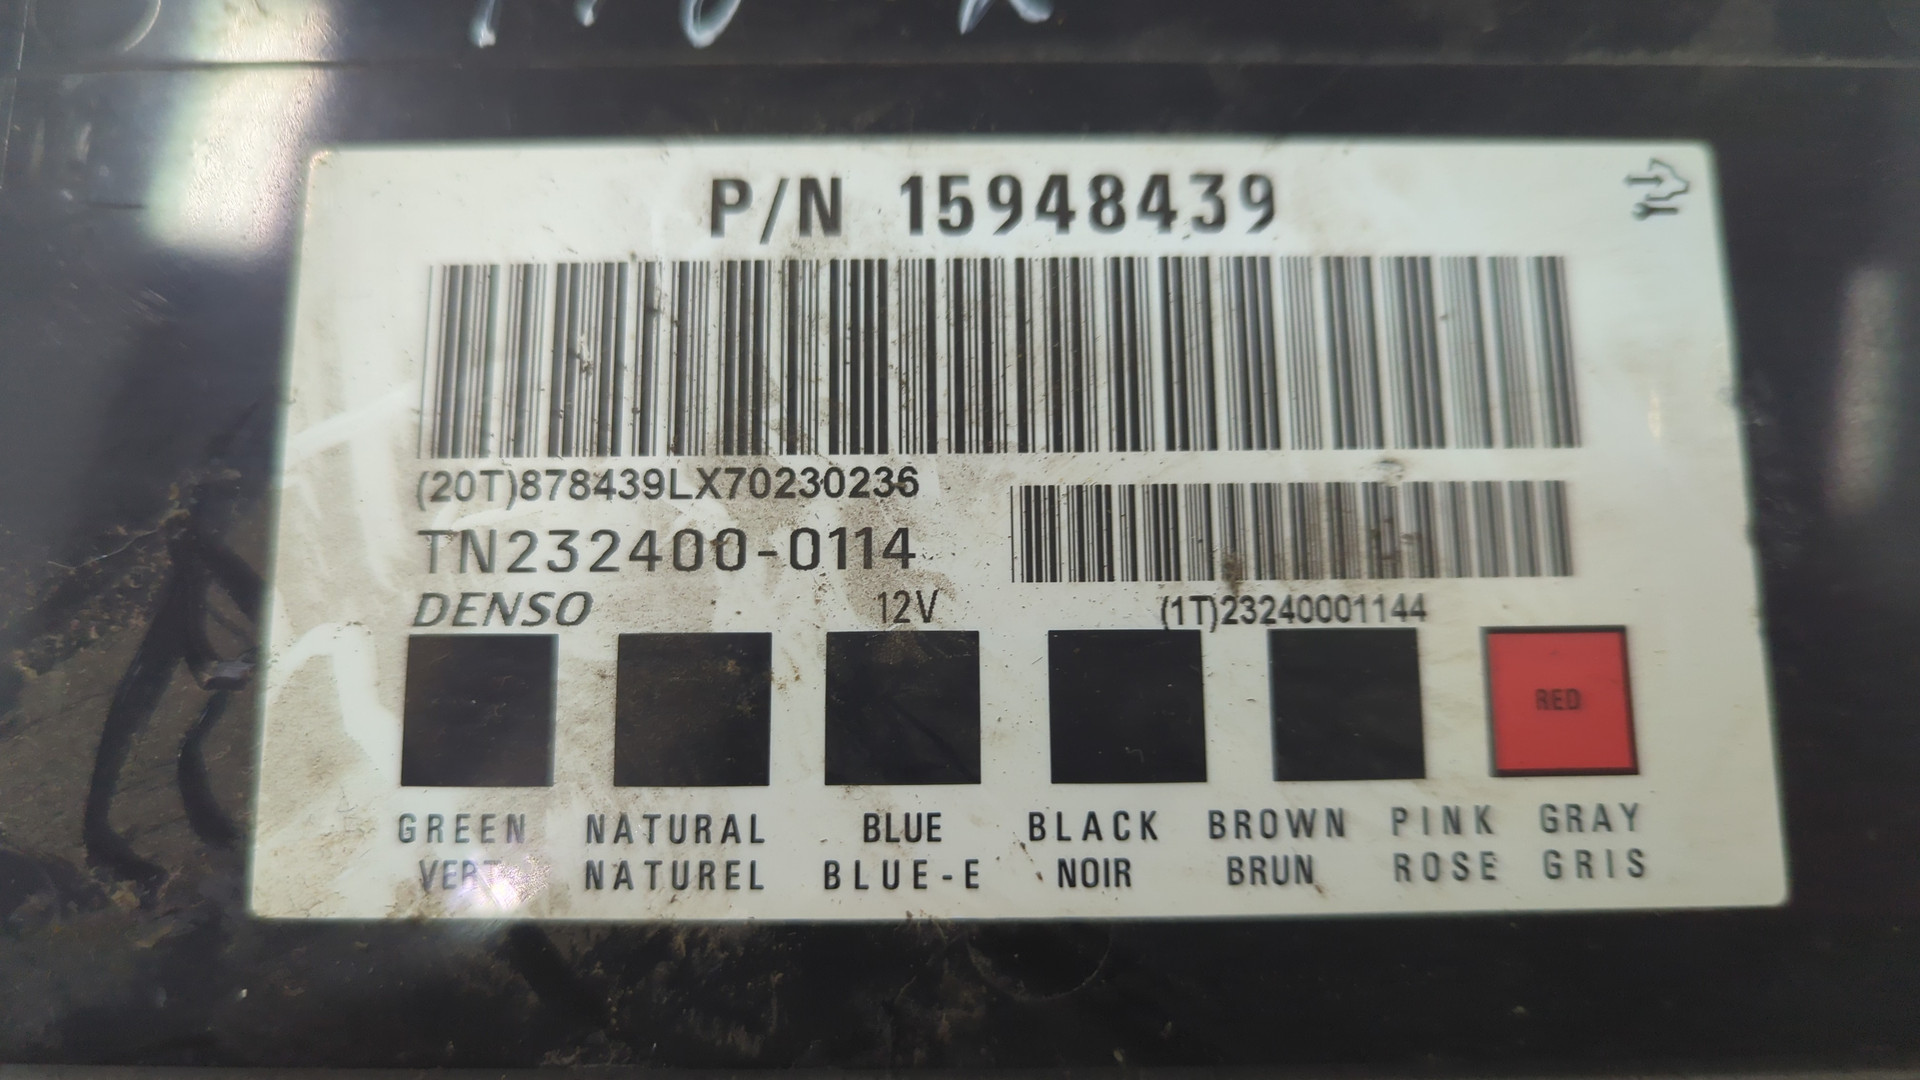 P/N 15948439
(20T)878439LX70230236
TN232400-0114
DENSO 12V (1T)23240001144
RED
GREEN NATURAL BLUE BLACK BROWN PINK GRAY
VERT NATUREL BLUE-E NOIR BRUN ROSE GRIS